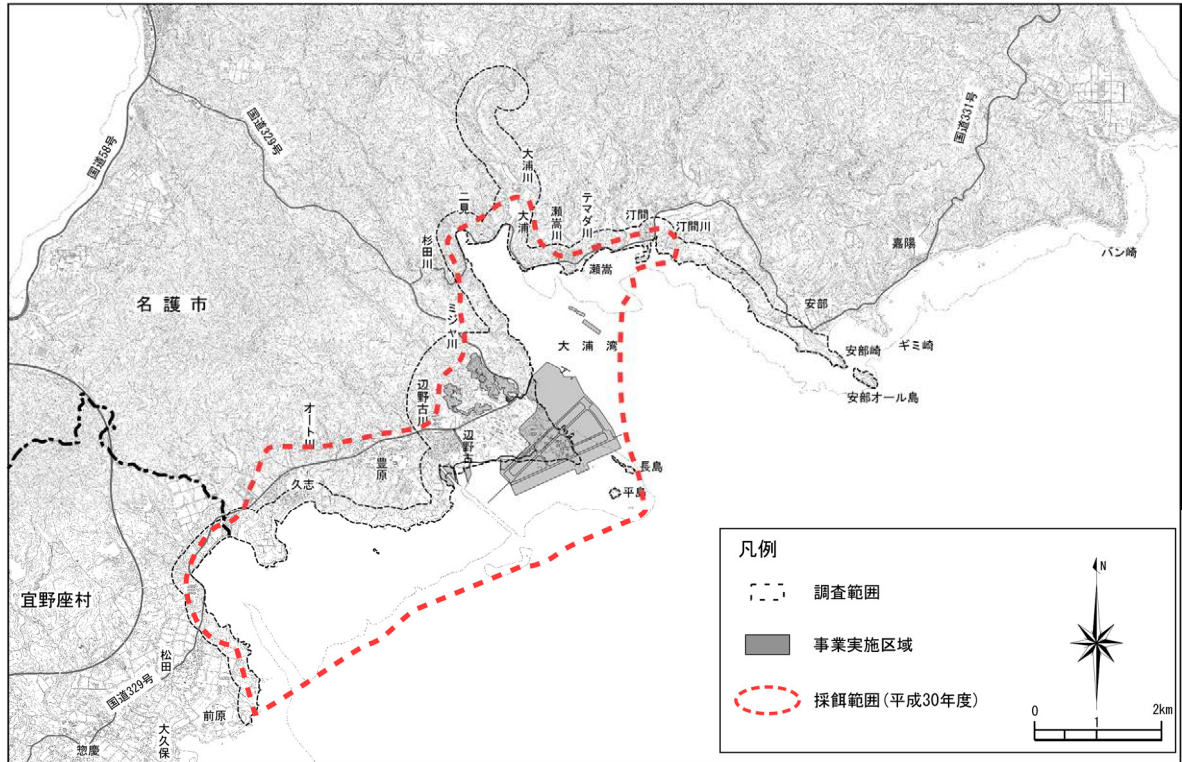 国道58号
国道329号
国道331号
大浦川
二見
大浦
瀬嵩川
テマダ川
汀間
汀間川
杉田川
瀬嵩
嘉陽
バン崎
名護市
ミジャ川
大浦湾
安部
安部崎
ギミ崎
安部オール島
辺野古川
オート川
辺野古
豊原
久志
長島
平島
宜野座村
松田
国道329号
前原
大久保
惣慶
凡例
調査範囲
事業実施区域
採餌範囲(平成30年度)
N
0 1 2km